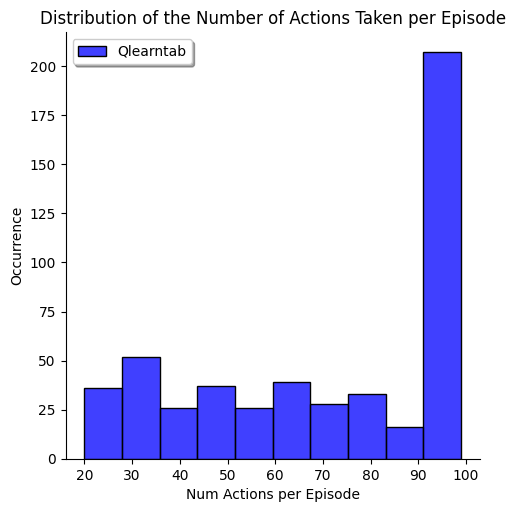 Distribution of the Number of Actions Taken per Episode
Qlearntab
200
175
150
125
100
75
50
25
0
Occurrence
20 30 40 50 60 70 80 90 100
Num Actions per Episode